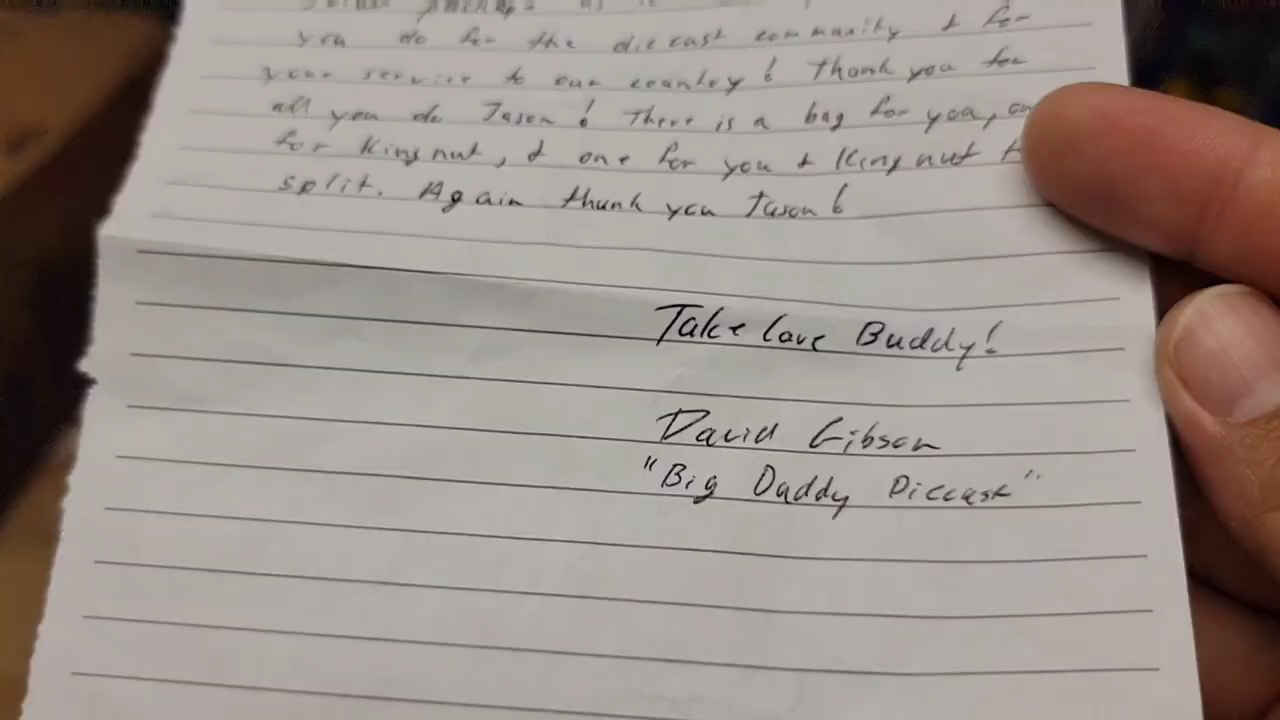 you do for the diecast community & for
your service to our country! Thank you for
all you do Jason! There is a bag for you,
for Kingnut, & one for you & Kingnut
split. Again thank you Jason!
Take Care Buddy!
David Gibson
"Big Daddy Diecast"